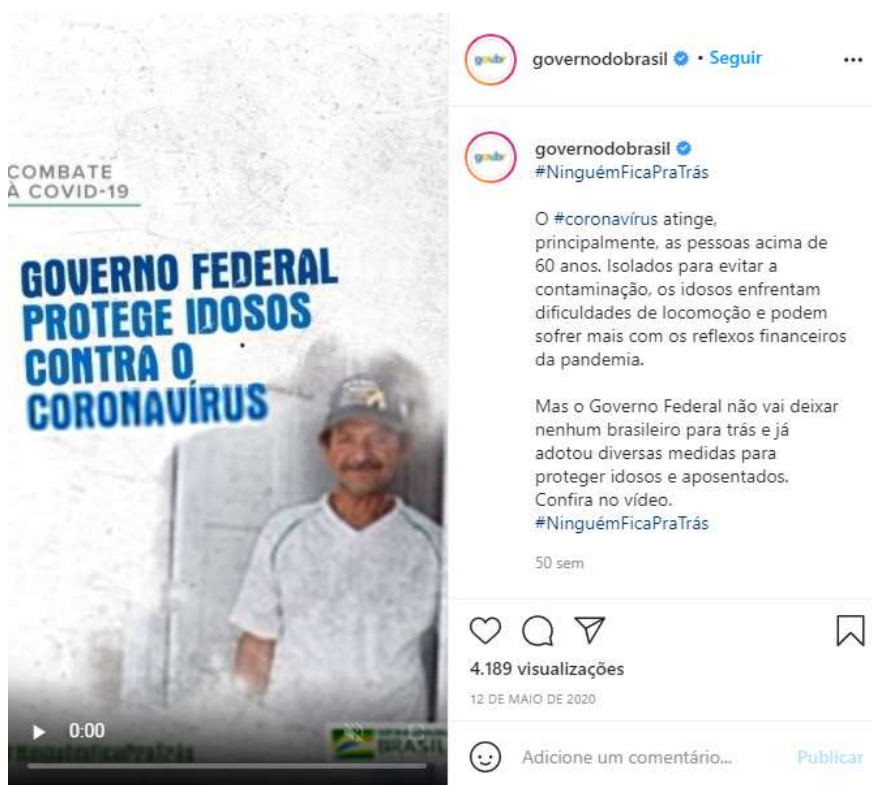 COMBATE
À COVID-19
GOVERNO FEDERAL
PROTEGE IDOSOS
CONTRA O
CORONAVÍRUS
0:00
BRASIL
govbr
governodobrasil • Seguir
govbr
governodobrasil
#NinguémFicaPraTrás
O #coronavírus atinge,
principalmente, as pessoas acima de
60 anos. Isolados para evitar a
contaminação, os idosos enfrentam
dificuldades de locomoção e podem
sofrer mais com os reflexos financeiros
da pandemia.
Mas o Governo Federal não vai deixar
nenhum brasileiro para trás e já
adotou diversas medidas para
proteger idosos e aposentados.
Confira no vídeo.
#NinguémFicaPraTrás
50 sem
4.189 visualizações
12 DE MAIO DE 2020
Adicione um comentário... Publicar